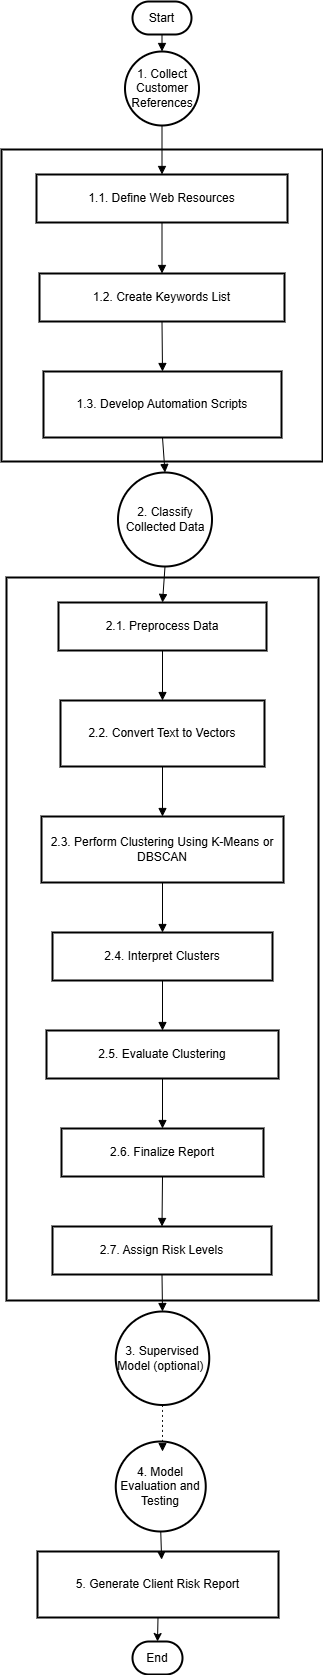 Start
1. Collect
Customer
References
1.1. Define Web Resources
1.2. Create Keywords List
1.3. Develop Automation Scripts
2. Classify
Collected Data
2.1. Preprocess Data
2.2. Convert Text to Vectors
2.3. Perform Clustering Using K-Means or
DBSCAN
2.4. Interpret Clusters
2.5. Evaluate Clustering
2.6. Finalize Report
2.7. Assign Risk Levels
3. Supervised
Model (optional)
4. Model
Evaluation and
Testing
5. Generate Client Risk Report
End